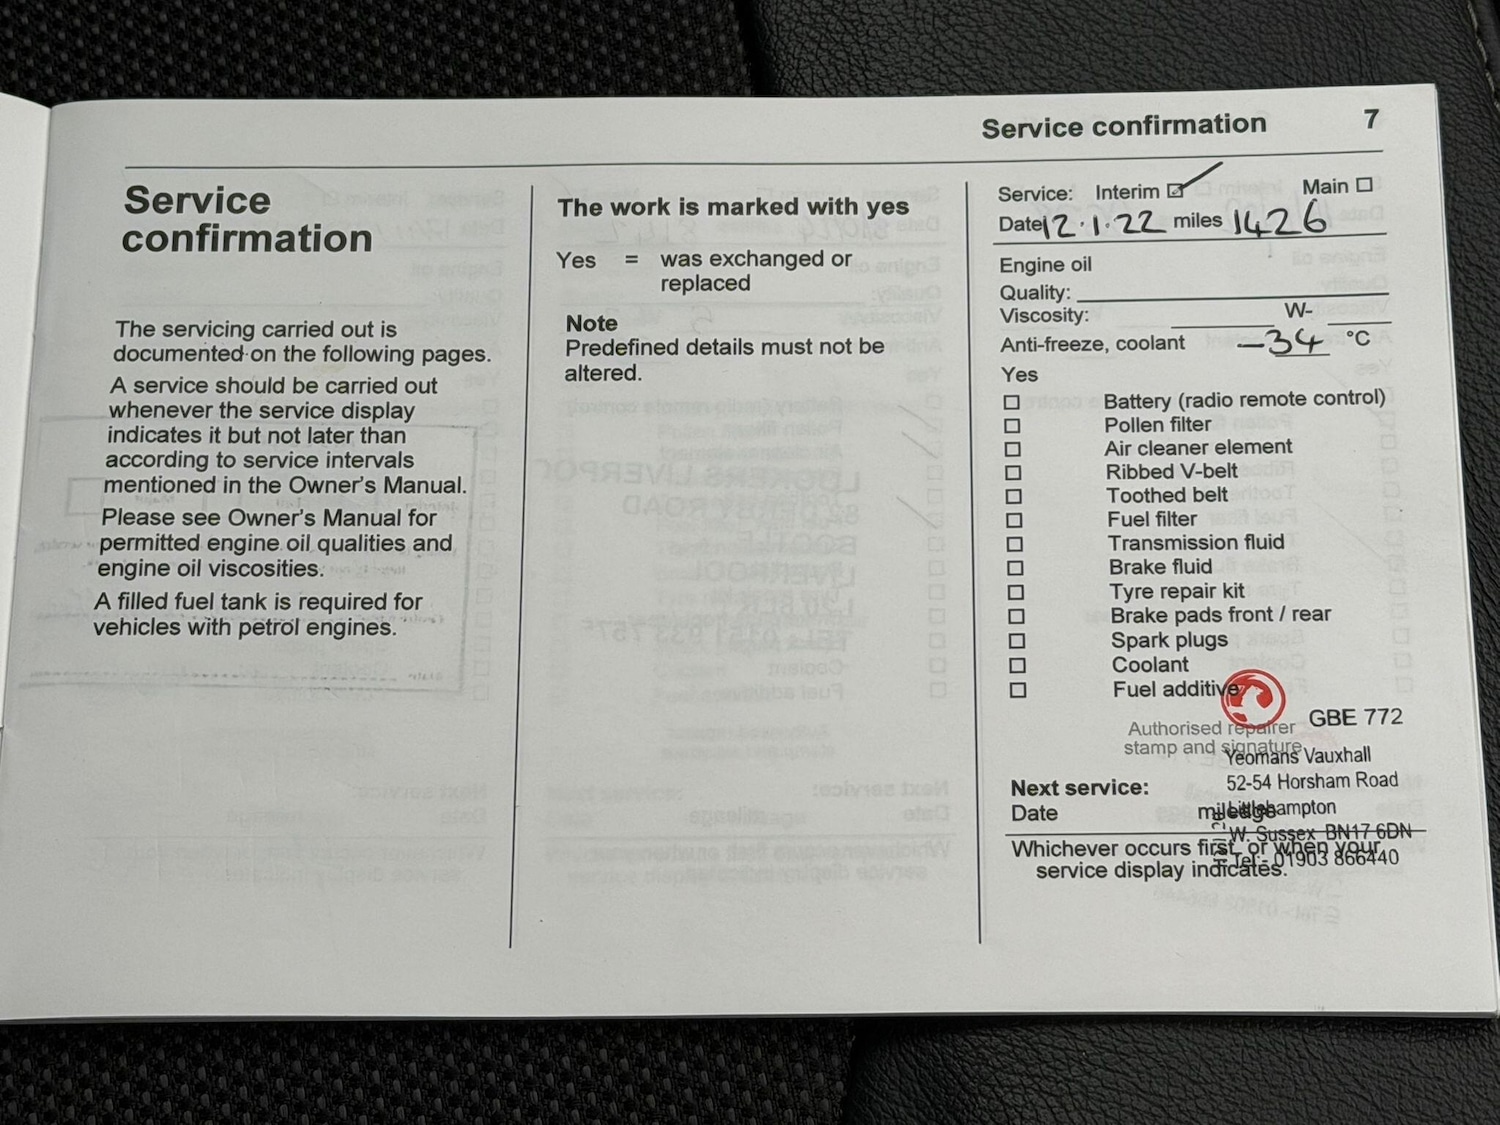 Service confirmation 7
Service
confirmation
The servicing carried out is
documented on the following pages.
A service should be carried out
whenever the service display
indicates it but not later than
according to service intervals
mentioned in the Owner's Manual.
Please see Owner's Manual for
permitted engine oil qualities and
engine oil viscosities.
A filled fuel tank is required for
vehicles with petrol engines.
The work is marked with yes
Yes = was exchanged or
replaced
Note
Predefined details must not be
altered.
Service: Interim Main
Date 12.1.22 miles 1426
Engine oil
Quality:
Viscosity: W-
Anti-freeze, coolant -34 °C
Yes
Battery (radio remote control)
Pollen filter
Air cleaner element
Ribbed V-belt
Toothed belt
Fuel filter
Transmission fluid
Brake fluid
Tyre repair kit
Brake pads front / rear
Spark plugs
Coolant
Fuel additive
GBE 772
Authorised repairer
stamp and signature
Yeomans Vauxhall
52-54 Horsham Road
Littlehampton
W. Sussex BN17 6DN
Tel:- 01903 866440
Next service:
Date mileage
Whichever occurs first, or when your
service display indicates.